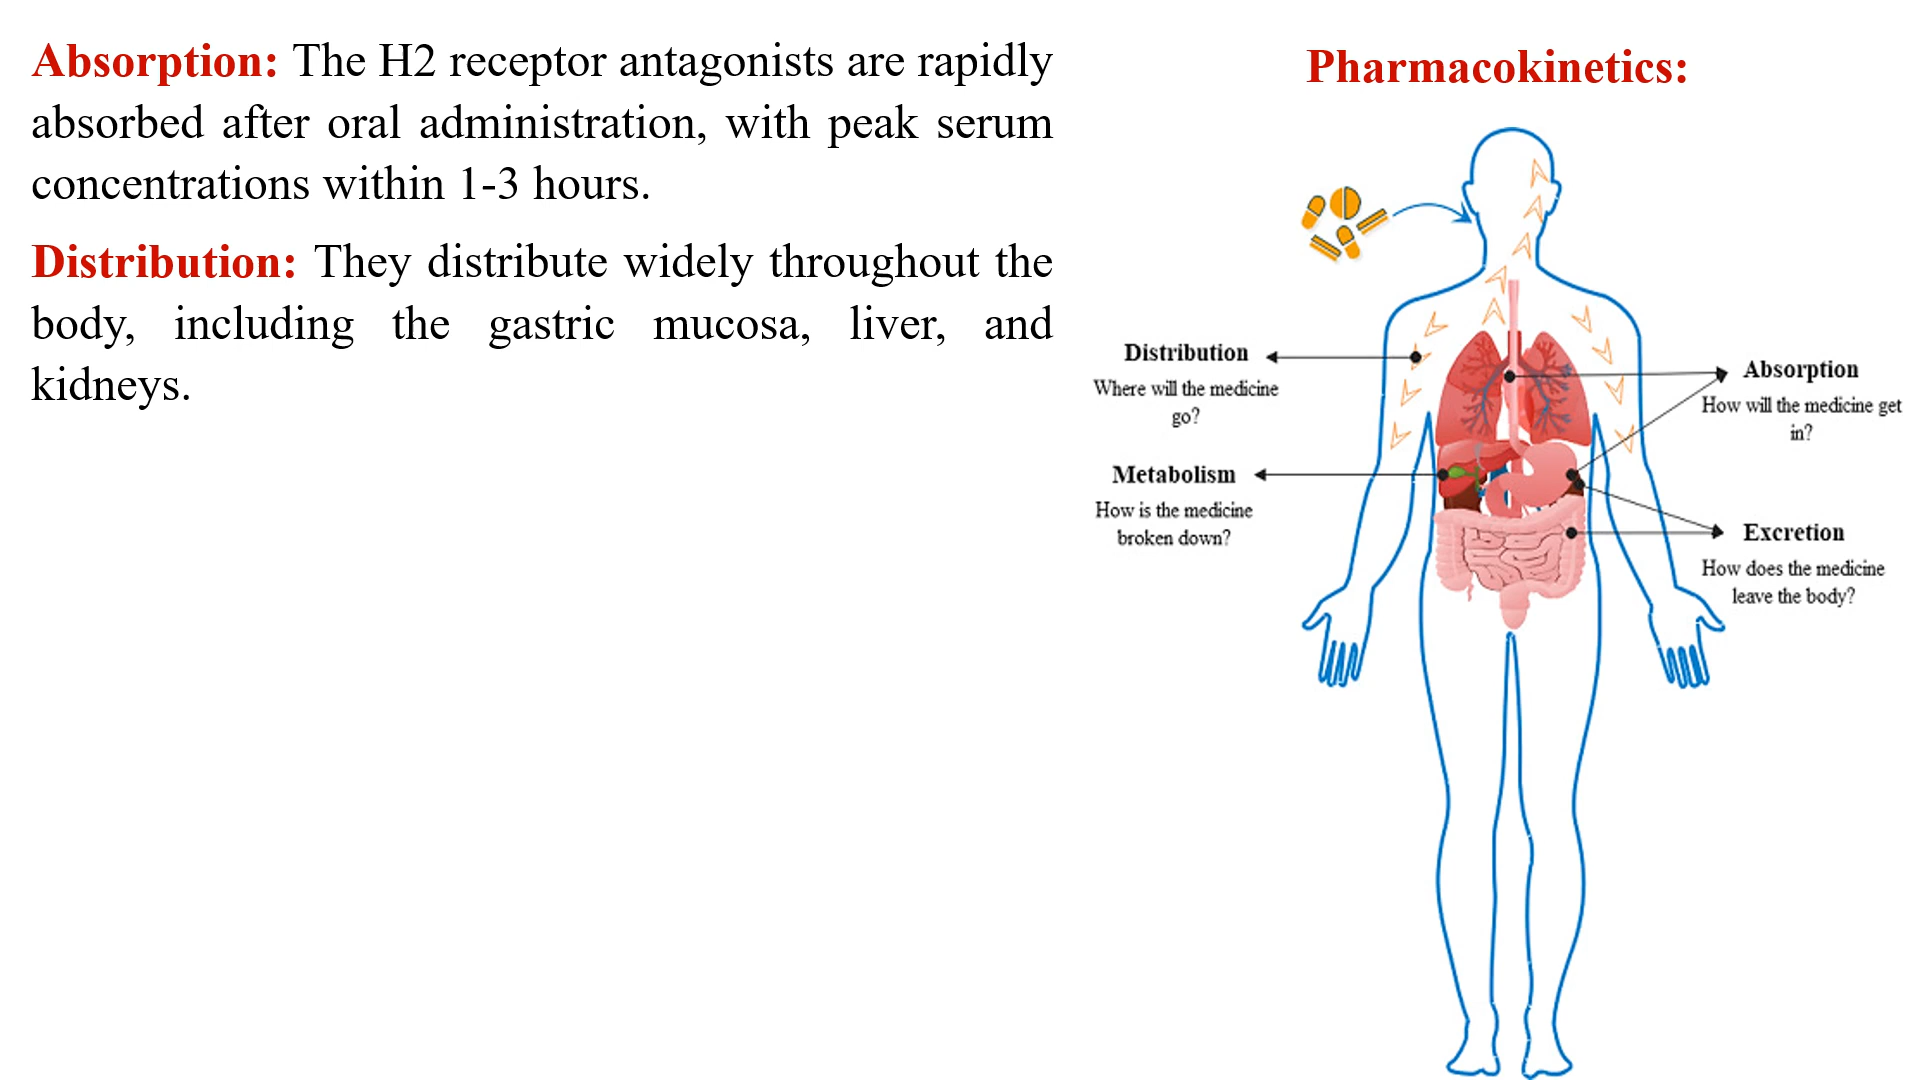 Absorption: The H2 receptor antagonists are rapidly
absorbed after oral administration, with peak serum
concentrations within 1-3 hours.
Distribution: They distribute widely throughout the
body, including the gastric mucosa, liver, and
kidneys.
Pharmacokinetics:
Distribution
Where will the medicine
go?
Metabolism
How is the medicine
broken down?
Absorption
How will the medicine get
in?
Excretion
How does the medicine
leave the body?